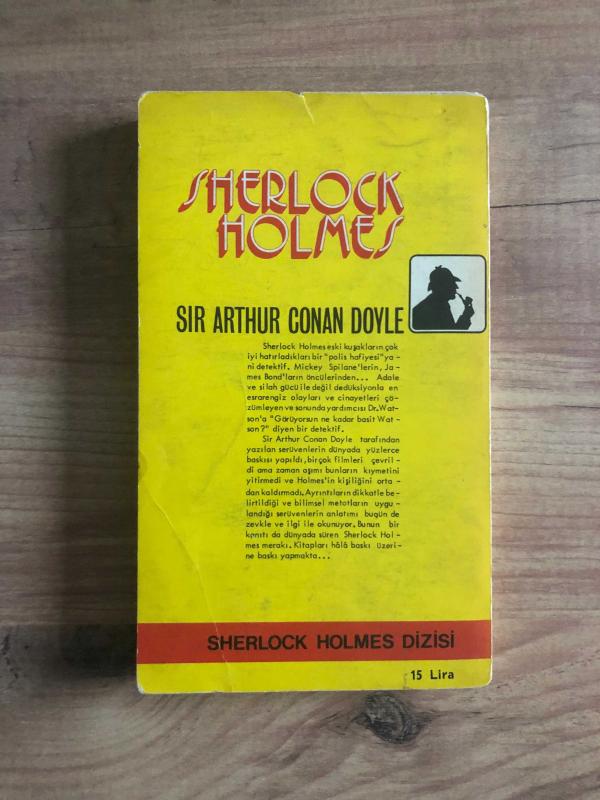 SHERLOCK
HOLMES
SIR ARTHUR CONAN DOYLE
Sherlock Holmes eski kuşakların çok
iyi hatırladıkları bir "polis hafiyesi" ya -
ni detektif. Mickey Spilane'lerin, Ja -
mes Bond'ların öncülerinden... Adale
ve silah gücü ile değil dedüksiyonla en
esrarengiz olayları ve cinayetleri çö -
zümleyen ve sonunda yardımcısı Dr. Wat -
son'a "Görüyorsun ne kadar basit Wat -
son?" diyen bir detektif.
Sir Arthur Conan Doyle tarafından
yazılan serüvenlerin dünyada yüzlerce
baskısı yapıldı, bir çok filmleri çevril -
di ama zaman aşımı bunların kıymetini
yitirmedi ve Holmes'in kişiliğini orta -
dan kaldırmadı. Ayrıntıların dikkatle be -
lirtildiği ve bilimsel metotların uygu -
landığı serüvenlerin anlatımı bugün de
zevkle ve ilgi ile okunuyor. Bunun bir
kanıtı da dünyada süren Sherlock Hol -
mes merakı. Kitapları hâlâ baskı üzeri -
ne baskı yapmakta...
SHERLOCK HOLMES DİZİSİ
15 Lira